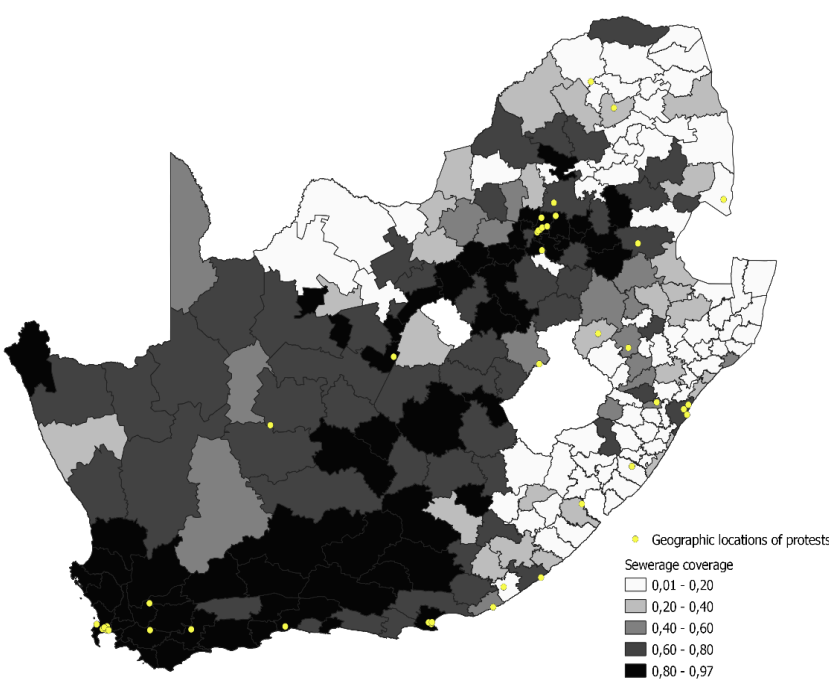 Geographic locations of protests
Sewerage coverage
0,01 - 0,20
0,20 - 0,40
0,40 - 0,60
0,60 - 0,80
0,80 - 0,97